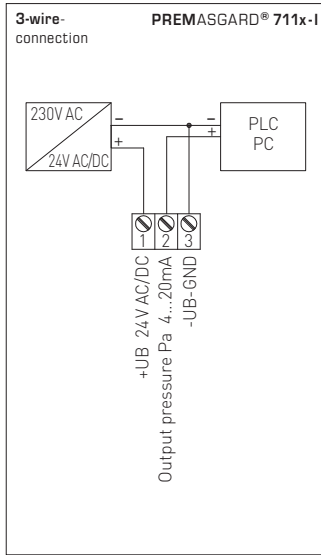 3-wire- PREMASGARD® 711x-I
connection
230V AC
24V AC/DC
–
+
–
+
PLC
PC
1 2 3
+UB 24V AC/DC
Output pressure Pa 4...20mA
-UB-GND